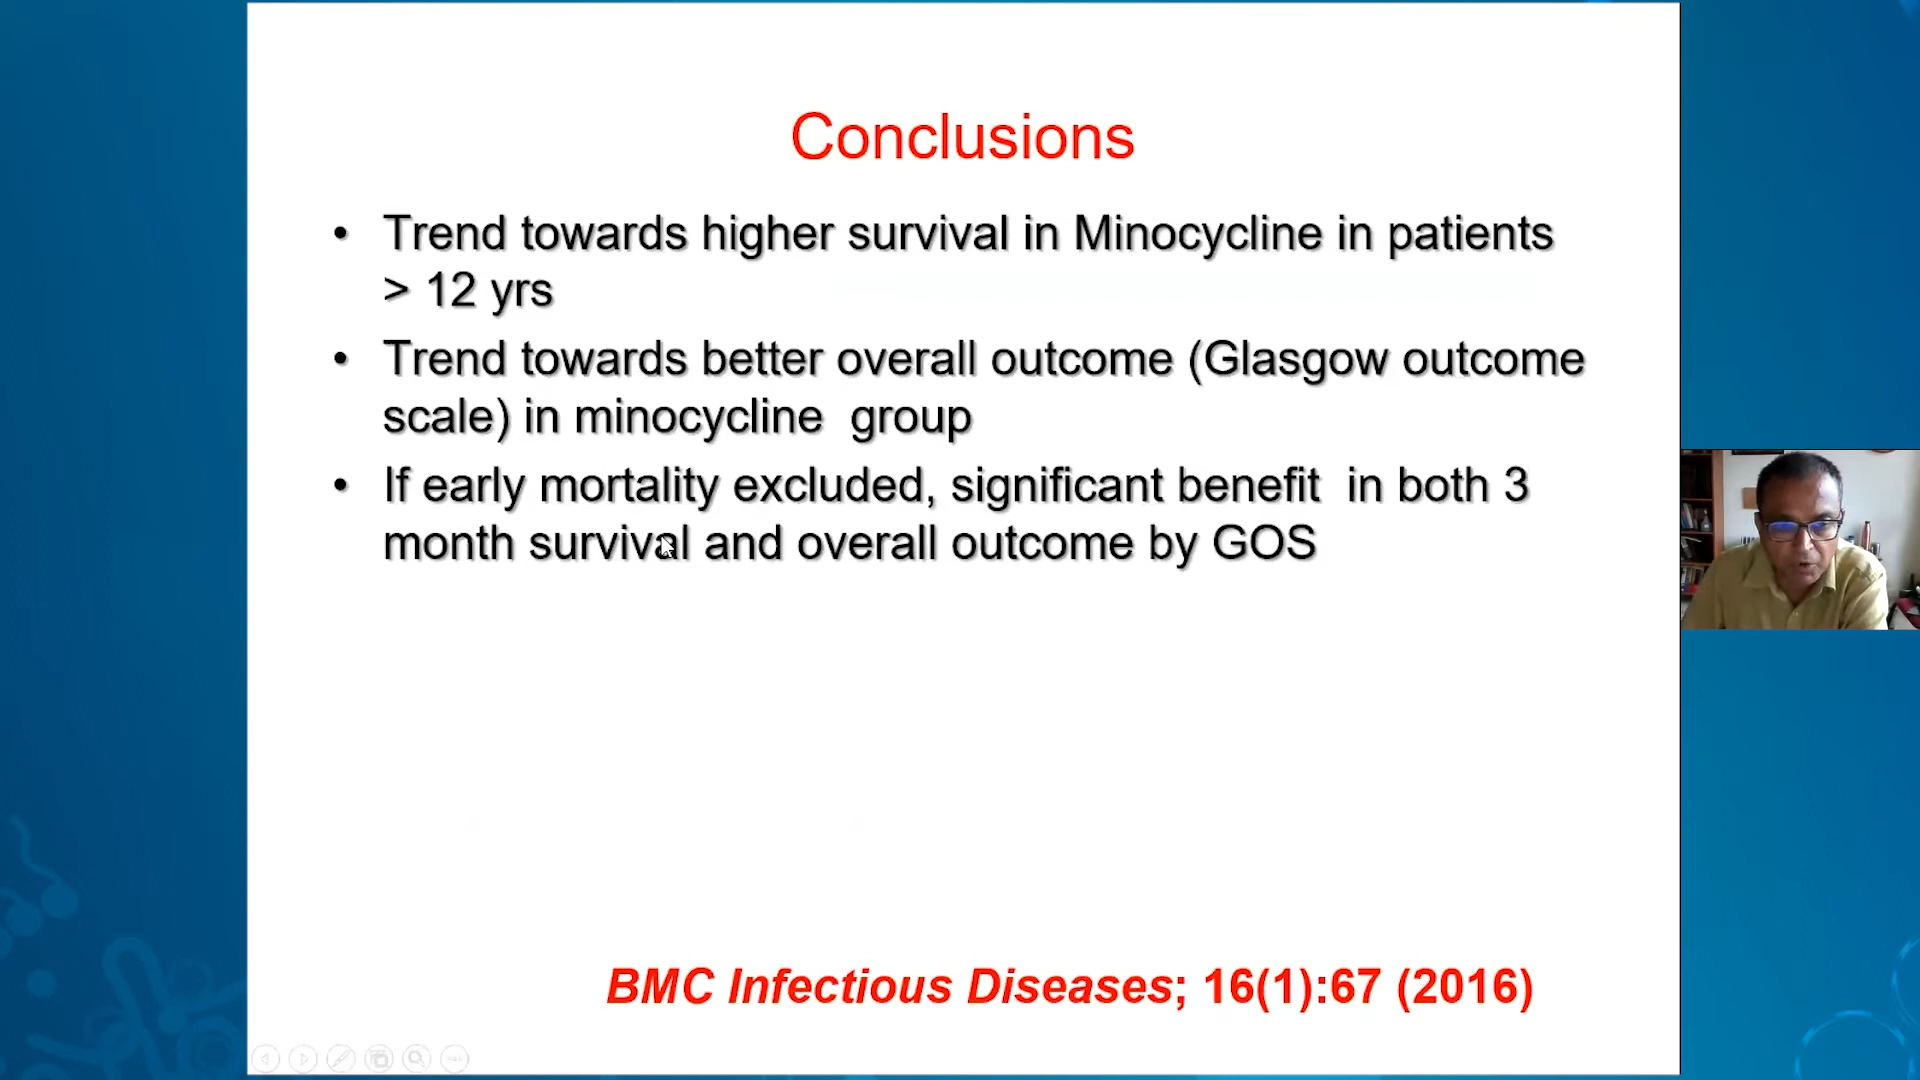 Conclusions
• Trend towards higher survival in Minocycline in patients
> 12 yrs
• Trend towards better overall outcome (Glasgow outcome
scale) in minocycline  group
• If early mortality excluded, significant benefit  in both 3
month survival and overall outcome by GOS
BMC Infectious Diseases; 16(1):67 (2016)